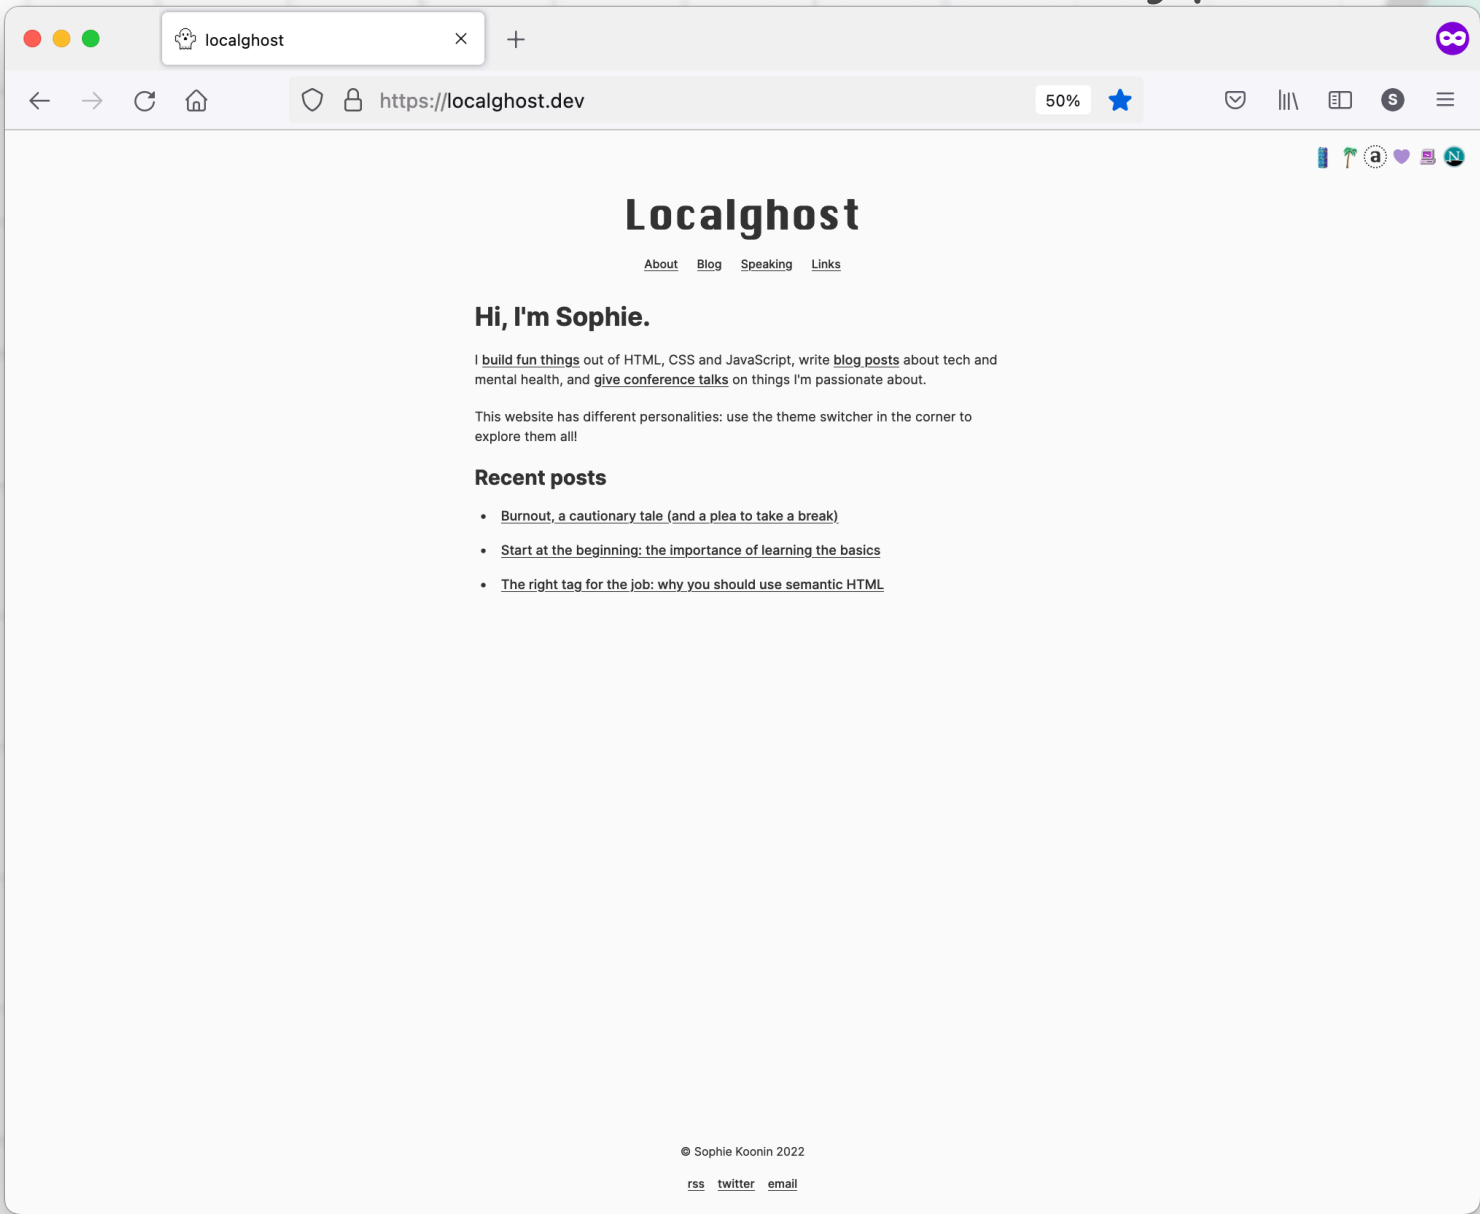 localghost
https://localghost.dev
50%
S
a
N
Localghost
About Blog Speaking Links
Hi, I'm Sophie.
I build fun things out of HTML, CSS and JavaScript, write blog posts about tech and
mental health, and give conference talks on things I'm passionate about.
This website has different personalities: use the theme switcher in the corner to
explore them all!
Recent posts
• Burnout, a cautionary tale (and a plea to take a break)
• Start at the beginning: the importance of learning the basics
• The right tag for the job: why you should use semantic HTML
© Sophie Koonin 2022
rss twitter email